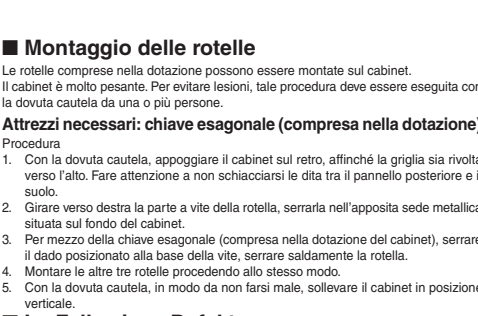 ■ Montaggio delle rotelle
Le rotelle comprese nella dotazione possono essere montate sul cabinet.
Il cabinet è molto pesante. Per evitare lesioni, tale procedura deve essere eseguita con
la dovuta cautela da una o più persone.
Attrezzi necessari: chiave esagonale (compresa nella dotazione)
Procedura
1. Con la dovuta cautela, appoggiare il cabinet sul retro, affinché la griglia sia rivolta
verso l'alto. Fare attenzione a non schiacciarsi le dita tra il pannello posteriore e i
suolo.
2. Girare verso destra la parte a vite della rotella, serrarla nell'apposita sede metallica
situata sul fondo del cabinet.
3. Per mezzo della chiave esagonale (compresa nella dotazione del cabinet), serrare
il dado posizionato alla base della vite, serrare saldamente la rotella.
4. Montare le altre tre rotelle procedendo allo stesso modo.
5. Con la dovuta cautela, in modo da non farsi male, sollevare il cabinet in posizione
verticale.